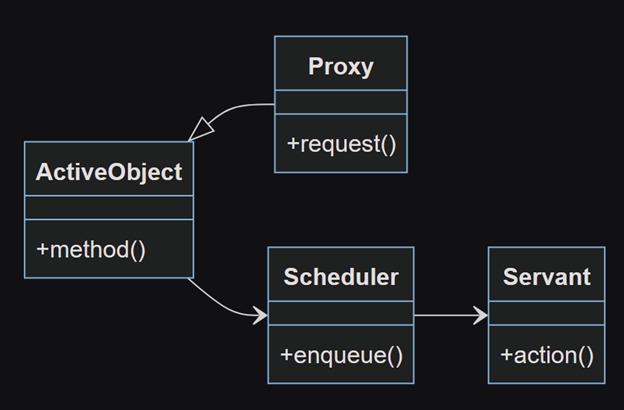 Proxy
+request()
ActiveObject
+method()
Scheduler
+enqueue()
Servant
+action()